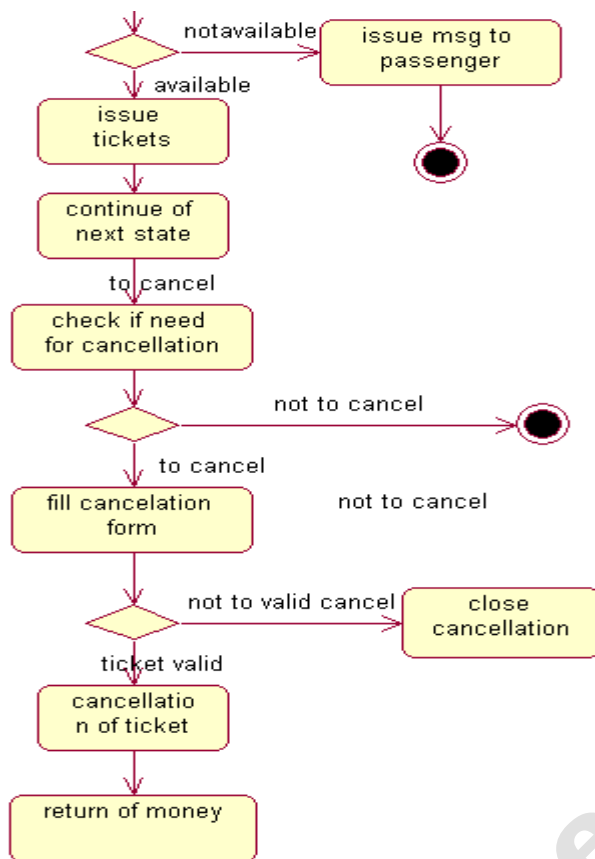 notavailable
issue msg to
passenger
available
issue
tickets
continue of
next state
to cancel
check if need
for cancellation
not to cancel
to cancel
fill cancelation
form
not to cancel
not to valid cancel
close
cancellation
ticket valid
cancellatio
n of ticket
return of money
e